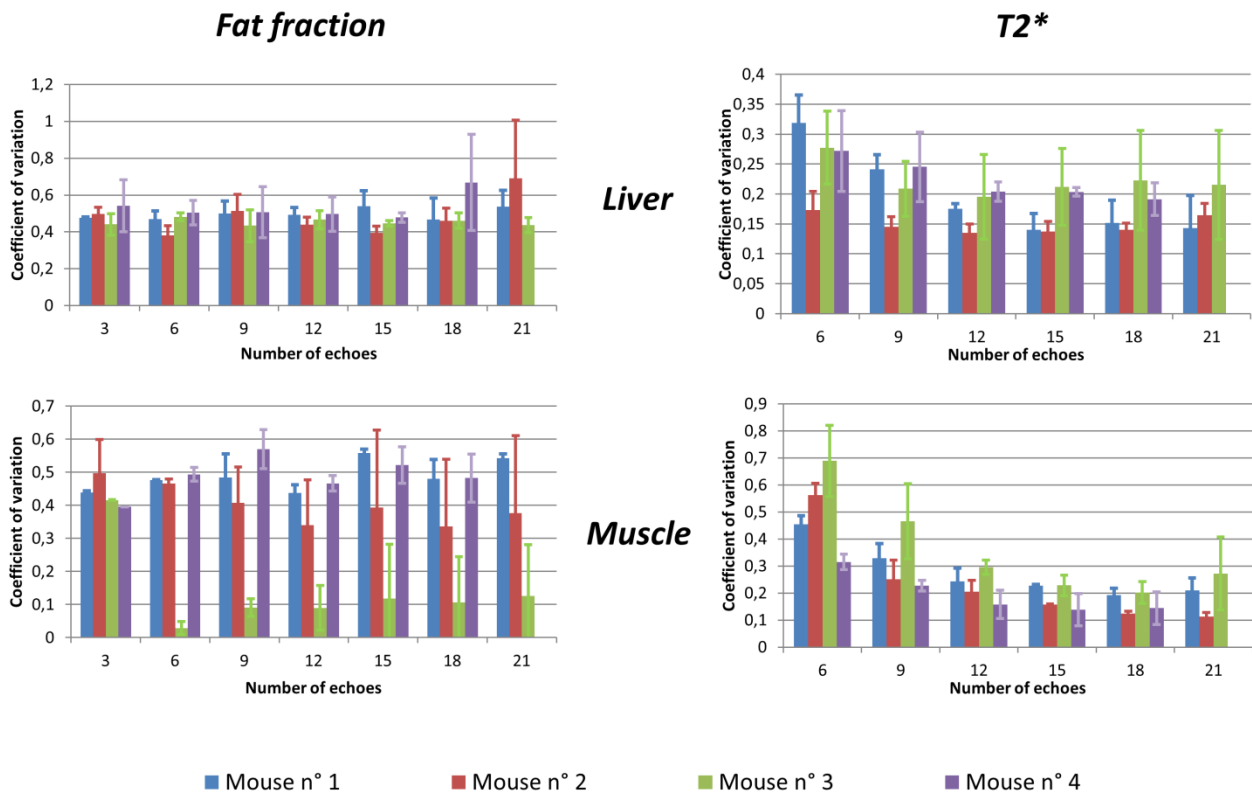 Fat fraction
T2*
Liver
Muscle
Coefficient of variation
1,2
1
0,8
0,6
0,4
0,2
0
3 6 9 12 15 18 21
Number of echoes
Coefficient of variation
0,4
0,35
0,3
0,25
0,2
0,15
0,1
0,05
0
6 9 12 15 18 21
Number of echoes
Coefficient of variation
0,7
0,6
0,5
0,4
0,3
0,2
0,1
0
3 6 9 12 15 18 21
Number of echoes
Coefficient of variation
0,9
0,8
0,7
0,6
0,5
0,4
0,3
0,2
0,1
0
6 9 12 15 18 21
Number of echoes
Mouse n° 1 Mouse n° 2 Mouse n° 3 Mouse n° 4